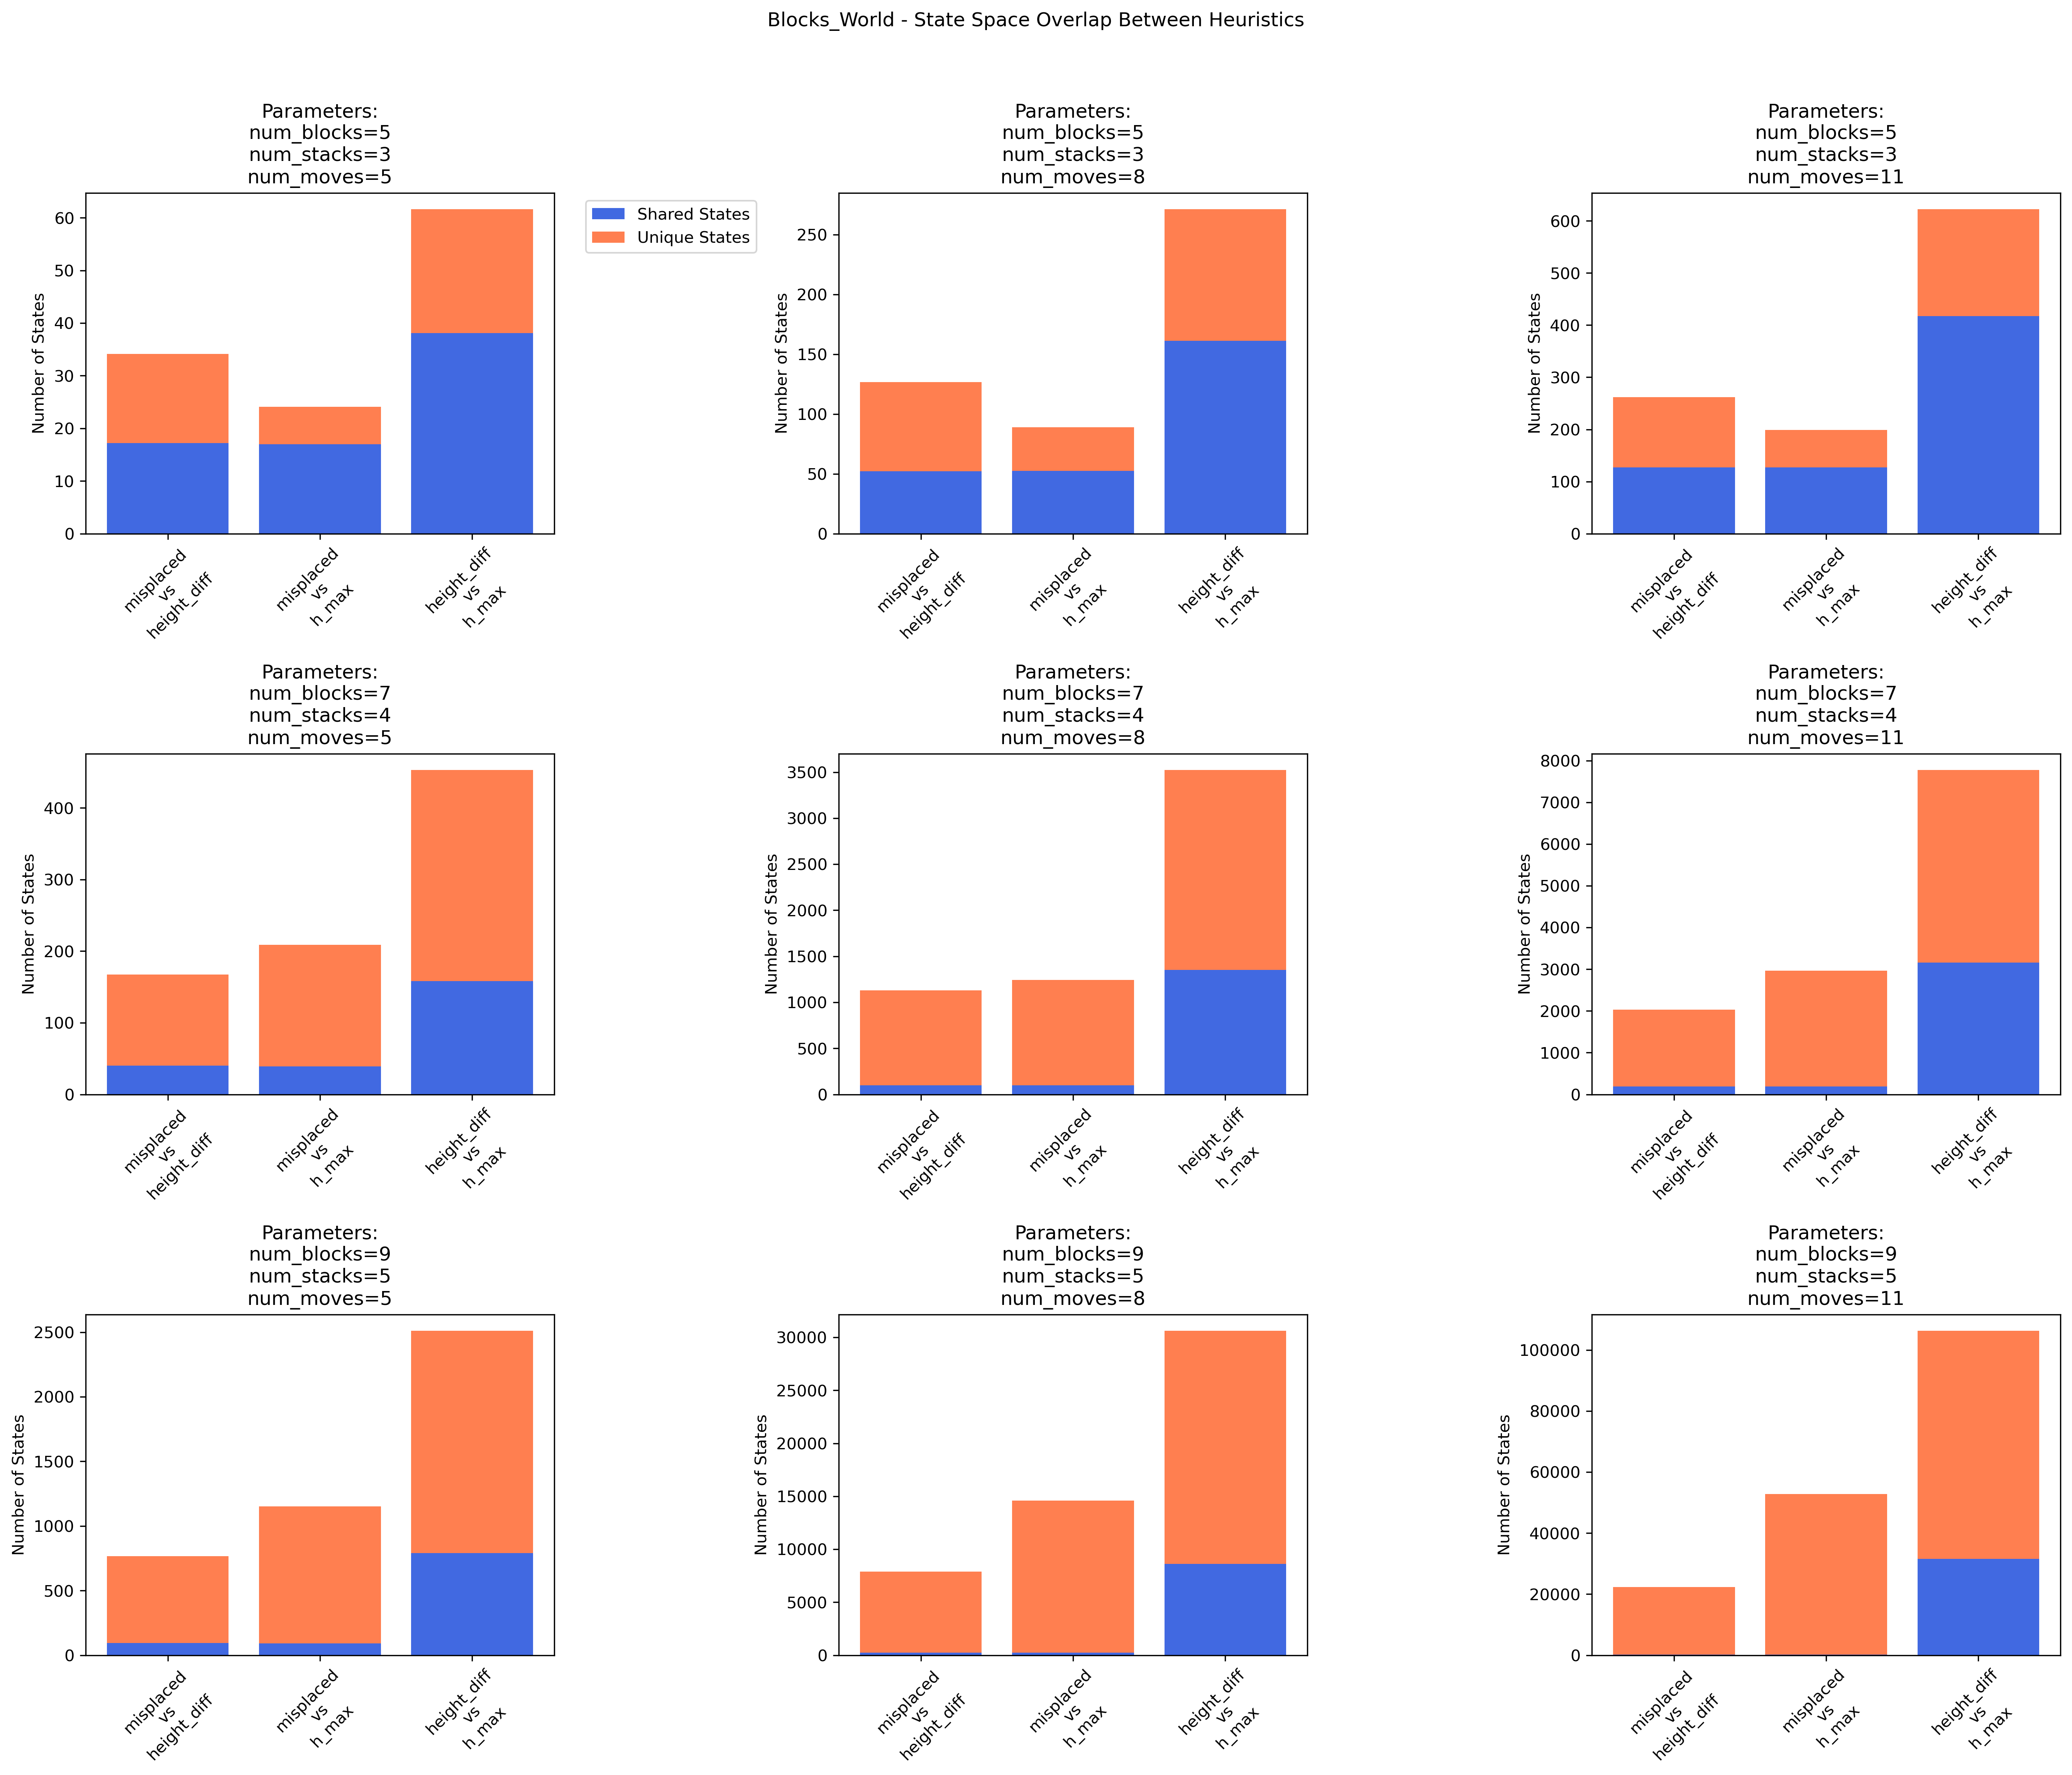 Blocks_World - State Space Overlap Between Heuristics
Parameters:
num_blocks=5
num_stacks=3
num_moves=5
Number of States
60
50
40
30
20
10
0
misplaced
vs
height_diff
misplaced
vs
h_max
height_diff
vs
h_max
Shared States
Unique States
Parameters:
num_blocks=5
num_stacks=3
num_moves=8
Number of States
250
200
150
100
50
0
misplaced
vs
height_diff
misplaced
vs
h_max
height_diff
vs
h_max
Parameters:
num_blocks=5
num_stacks=3
num_moves=11
Number of States
600
500
400
300
200
100
0
misplaced
vs
height_diff
misplaced
vs
h_max
height_diff
vs
h_max
Parameters:
num_blocks=7
num_stacks=4
num_moves=5
Number of States
400
300
200
100
0
misplaced
vs
height_diff
misplaced
vs
h_max
height_diff
vs
h_max
Parameters:
num_blocks=7
num_stacks=4
num_moves=8
Number of States
3500
3000
2500
2000
1500
1000
500
0
misplaced
vs
height_diff
misplaced
vs
h_max
height_diff
vs
h_max
Parameters:
num_blocks=7
num_stacks=4
num_moves=11
Number of States
8000
7000
6000
5000
4000
3000
2000
1000
0
misplaced
vs
height_diff
misplaced
vs
h_max
height_diff
vs
h_max
Parameters:
num_blocks=9
num_stacks=5
num_moves=5
Number of States
2500
2000
1500
1000
500
0
misplaced
vs
height_diff
misplaced
vs
h_max
height_diff
vs
h_max
Parameters:
num_blocks=9
num_stacks=5
num_moves=8
Number of States
30000
25000
20000
15000
10000
5000
0
misplaced
vs
height_diff
misplaced
vs
h_max
height_diff
vs
h_max
Parameters:
num_blocks=9
num_stacks=5
num_moves=11
Number of States
100000
80000
60000
40000
20000
0
misplaced
vs
height_diff
misplaced
vs
h_max
height_diff
vs
h_max